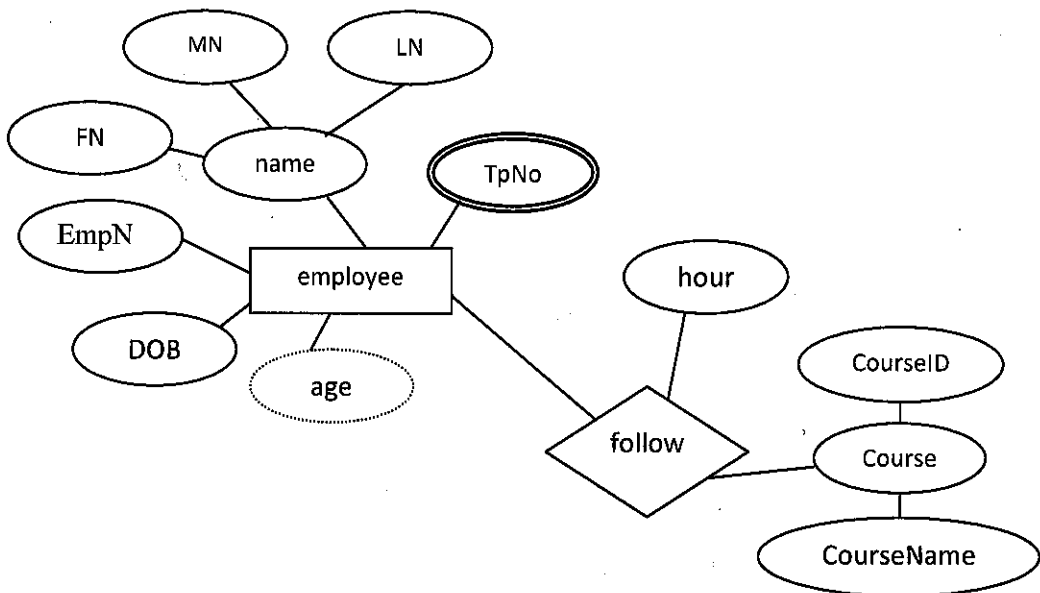 MN
LN
FN
name
TpNo
EmpN
employee
hour
DOB
age
CourseID
follow
Course
CourseName